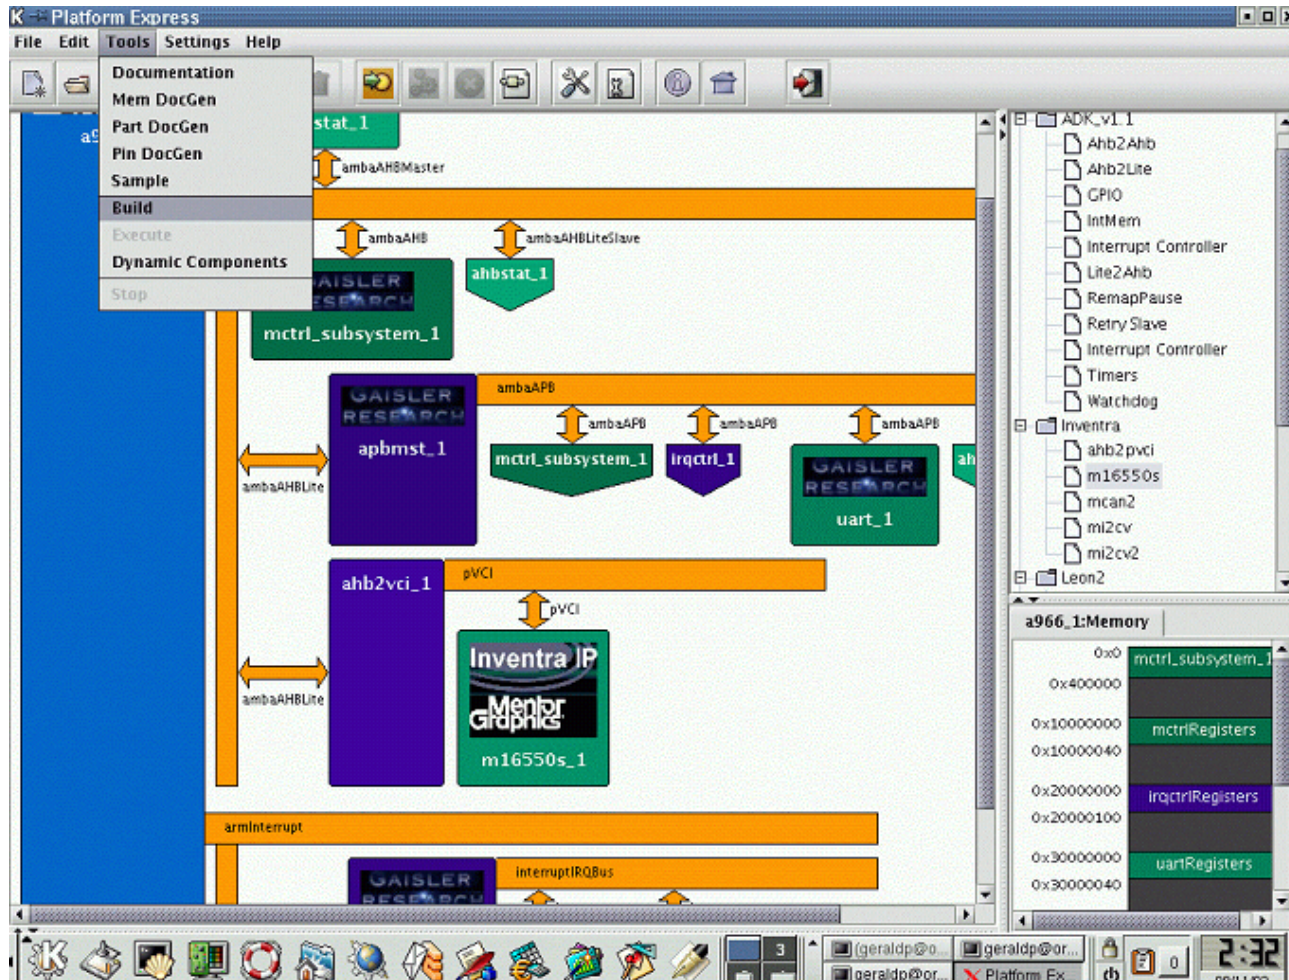 Platform Express
File Edit Tools Settings Help
Documentation
Mem DocGen
Part DocGen
Pin DocGen
Sample
Build
Execute
Dynamic Components
Stop
stat_1
ambaAHBMaster
ambaAHB
ambaAHBLiteSlave
ahbstat_1
mctrl_subsystem_1
GAISLER
RESEARCH
apbmst_1
ambaAHBLite
ambaAPB
ambaAPB
ambaAPB
ambaAPB
mctrl_subsystem_1
irqctrl_1
GAISLER
RESEARCH
uart_1
ah
ahb2vci_1
ambaAHBLite
pVCI
pVCI
Inventra IP
Mentor
Graphics
m16550s_1
armInterrupt
GAISLER
interruptIRQBus
ADK_v1.1
Ahb2Ahb
Ahb2Lite
GPIO
IntMem
Interrupt Controller
Lite2Ahb
RemapPause
Retry Slave
Interrupt Controller
Timers
Watchdog
Inventra
ahb2pvci
m16550s
mcan2
mi2cv
mi2cv2
Leon2
a966_1:Memory
0x0
mctrl_subsystem_1
0x400000
0x10000000
mctrlRegisters
0x10000040
0x20000000
irqctrlRegisters
0x20000100
0x30000000
uartRegisters
0x30000040
3
(geraldp@o...
geraldp@or...
geraldp@or...
Platform Ex
0
2:32